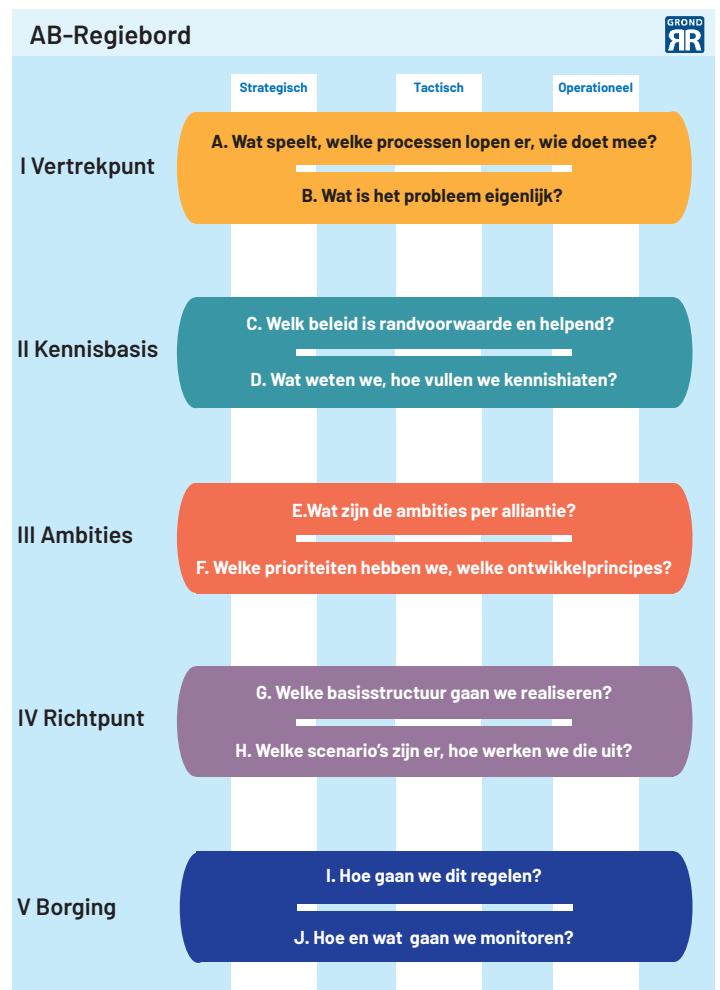 AB-Regiebord
GROND
RR
Strategisch
Tactisch
Operationeel
I Vertrekpunt
A. Wat speelt, welke processen lopen er, wie doet mee?
B. Wat is het probleem eigenlijk?
II Kennisbasis
C. Welk beleid is randvoorwaarde en helpend?
D. Wat weten we, hoe vullen we kennishiaten?
III Ambities
E.Wat zijn de ambities per alliantie?
F. Welke prioriteiten hebben we, welke ontwikkelprincipes?
IV Richtpunt
G. Welke basisstructuur gaan we realiseren?
H. Welke scenario's zijn er, hoe werken we die uit?
V Borging
I. Hoe gaan we dit regelen?
J. Hoe en wat  gaan we monitoren?